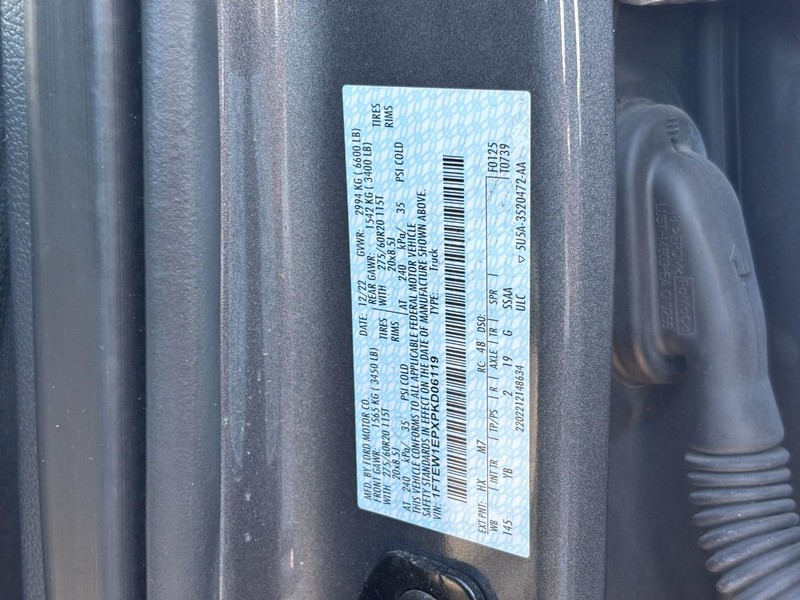 MFD. BY FORD MOTOR CO.
DATE: 12/22 GVWR: 2994 KG ( 6600 LB)
FRONT GAWR: 1565 KG (3450 LB) REAR GAWR: 1542 KG ( 3400 LB)
WITH 275/60R20 115T TIRES WITH 275/60R20 115T TIRES
20x8.5J RIMS 20x8.5J RIMS
AT 240 kPa/ 35 PSI COLD AT 240 kPa/ 35 PSI COLD
THIS VEHICLE CONFORMS TO ALL APPLICABLE FEDERAL MOTOR VEHICLE
SAFETY STANDARDS IN EFFECT ON THE DATE OF MANUFACTURE SHOWN ABOVE.
VIN: 1FTEW1EPXPKD06119 TYPE: Truck
F0125
T0739
EXT PNT: HX M7 RC: 48 DSO:
WB INT TR TP/PS R AXLE TR SPR
145 YB 2 19 G SSAA
2202212148634 ULC
▽ 5U5A-3520472-AA